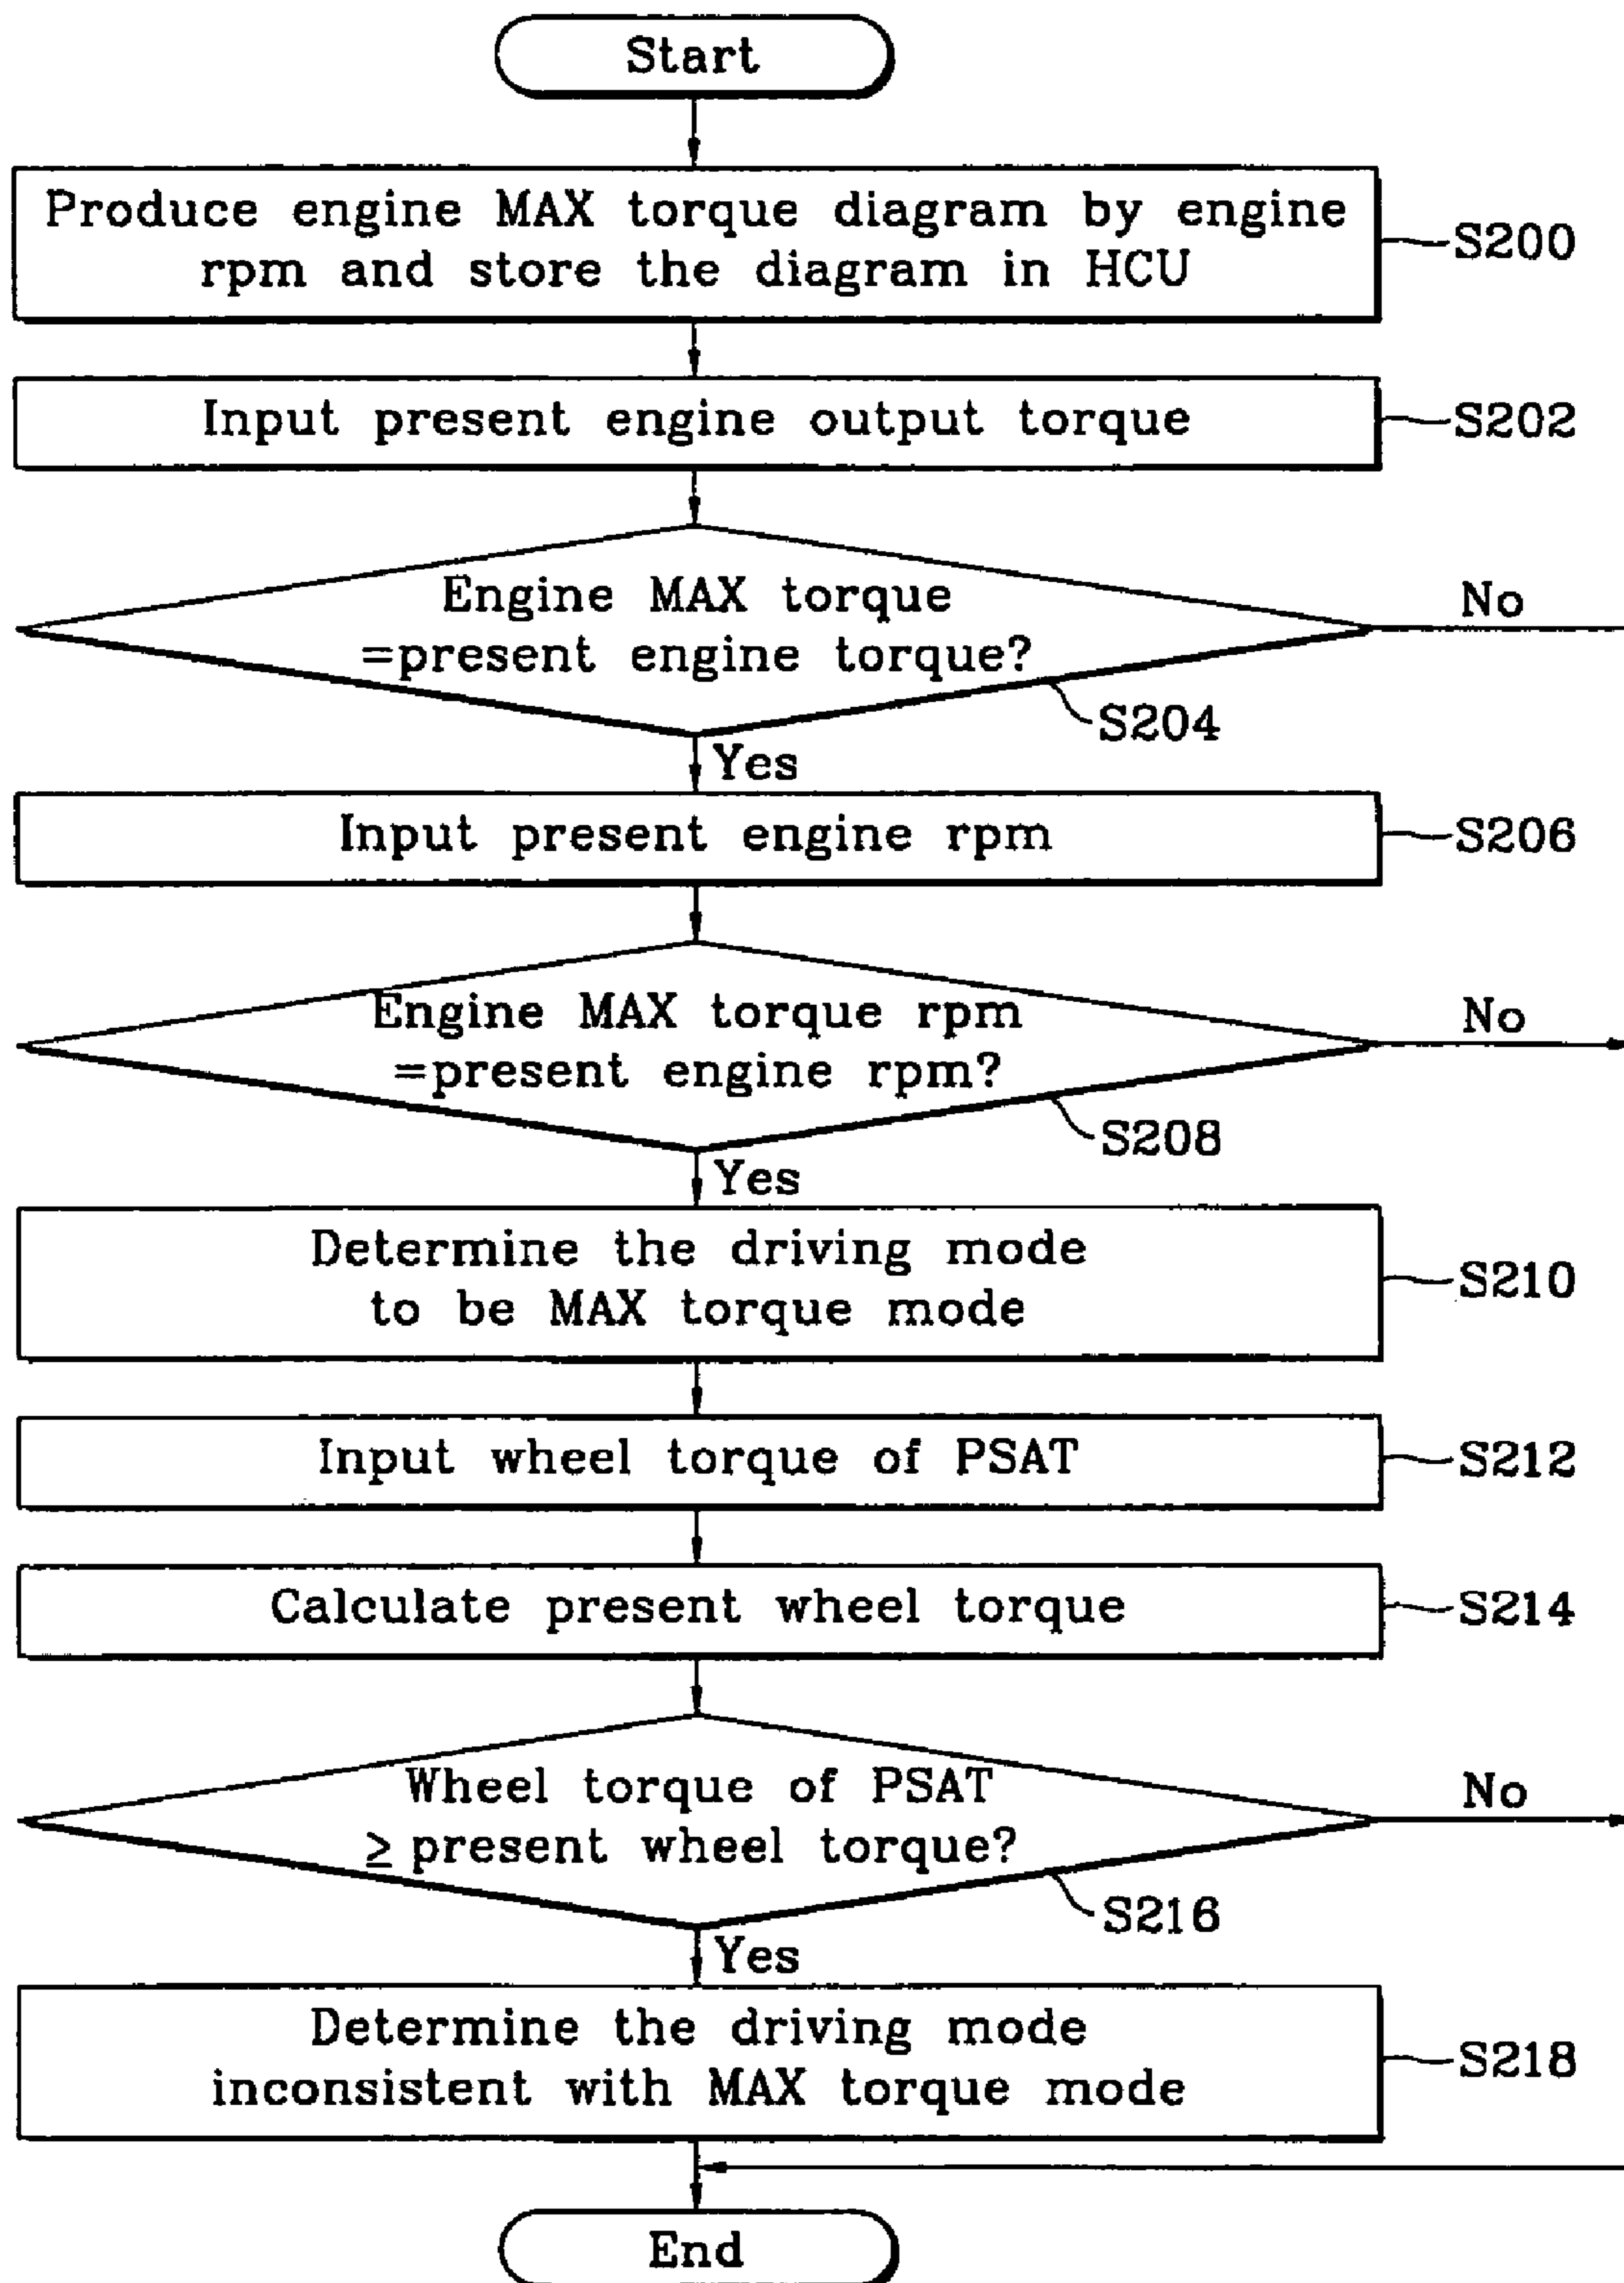 Start
Produce engine MAX torque diagram by engine
rpm and store the diagram in HCU
S200
Input present engine output torque
S202
Engine MAX torque
=present engine torque?
No
S204
Yes
Input present engine rpm
S206
Engine MAX torque rpm
=present engine rpm?
No
S208
Yes
Determine the driving mode
to be MAX torque mode
S210
Input wheel torque of PSAT
S212
Calculate present wheel torque
S214
Wheel torque of PSAT
≥ present wheel torque?
No
S216
Yes
Determine the driving mode
inconsistent with MAX torque mode
S218
End